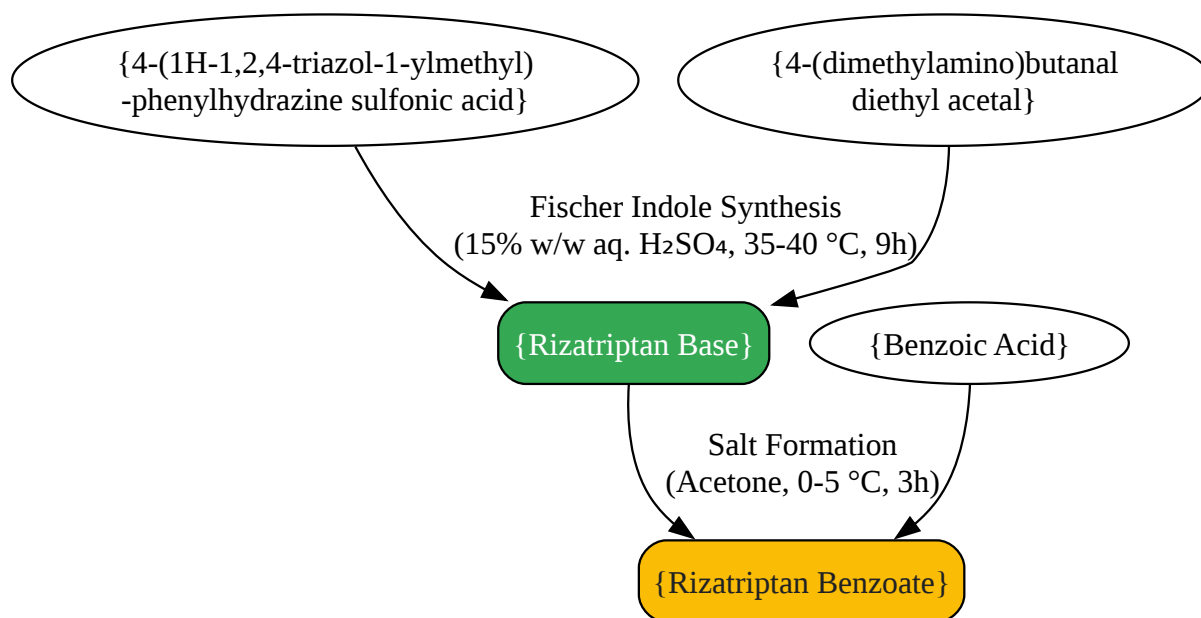 {4-(1H-1,2,4-triazol-1-ylmethyl)
-phenylhydrazine sulfonic acid}
{4-(dimethylamino)butanal
diethyl acetal}
Fischer Indole Synthesis
(15% w/w aq. H₂SO₄, 35-40 °C, 9h)
{Rizatriptan Base}
{Benzoic Acid}
Salt Formation
(Acetone, 0-5 °C, 3h)
{Rizatriptan Benzoate}